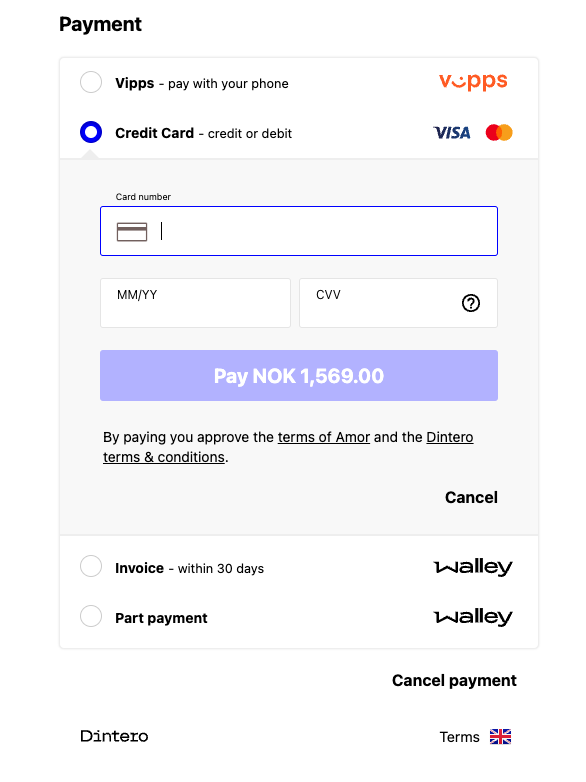 Payment
Vipps - pay with your phone vipps
Credit Card - credit or debit VISA
Card number
MM/YY CVV ?
Pay NOK 1,569.00
By paying you approve the terms of Amor and the Dintero
terms & conditions.
Cancel
Invoice - within 30 days walley
Part payment walley
Cancel payment
Dintero Terms